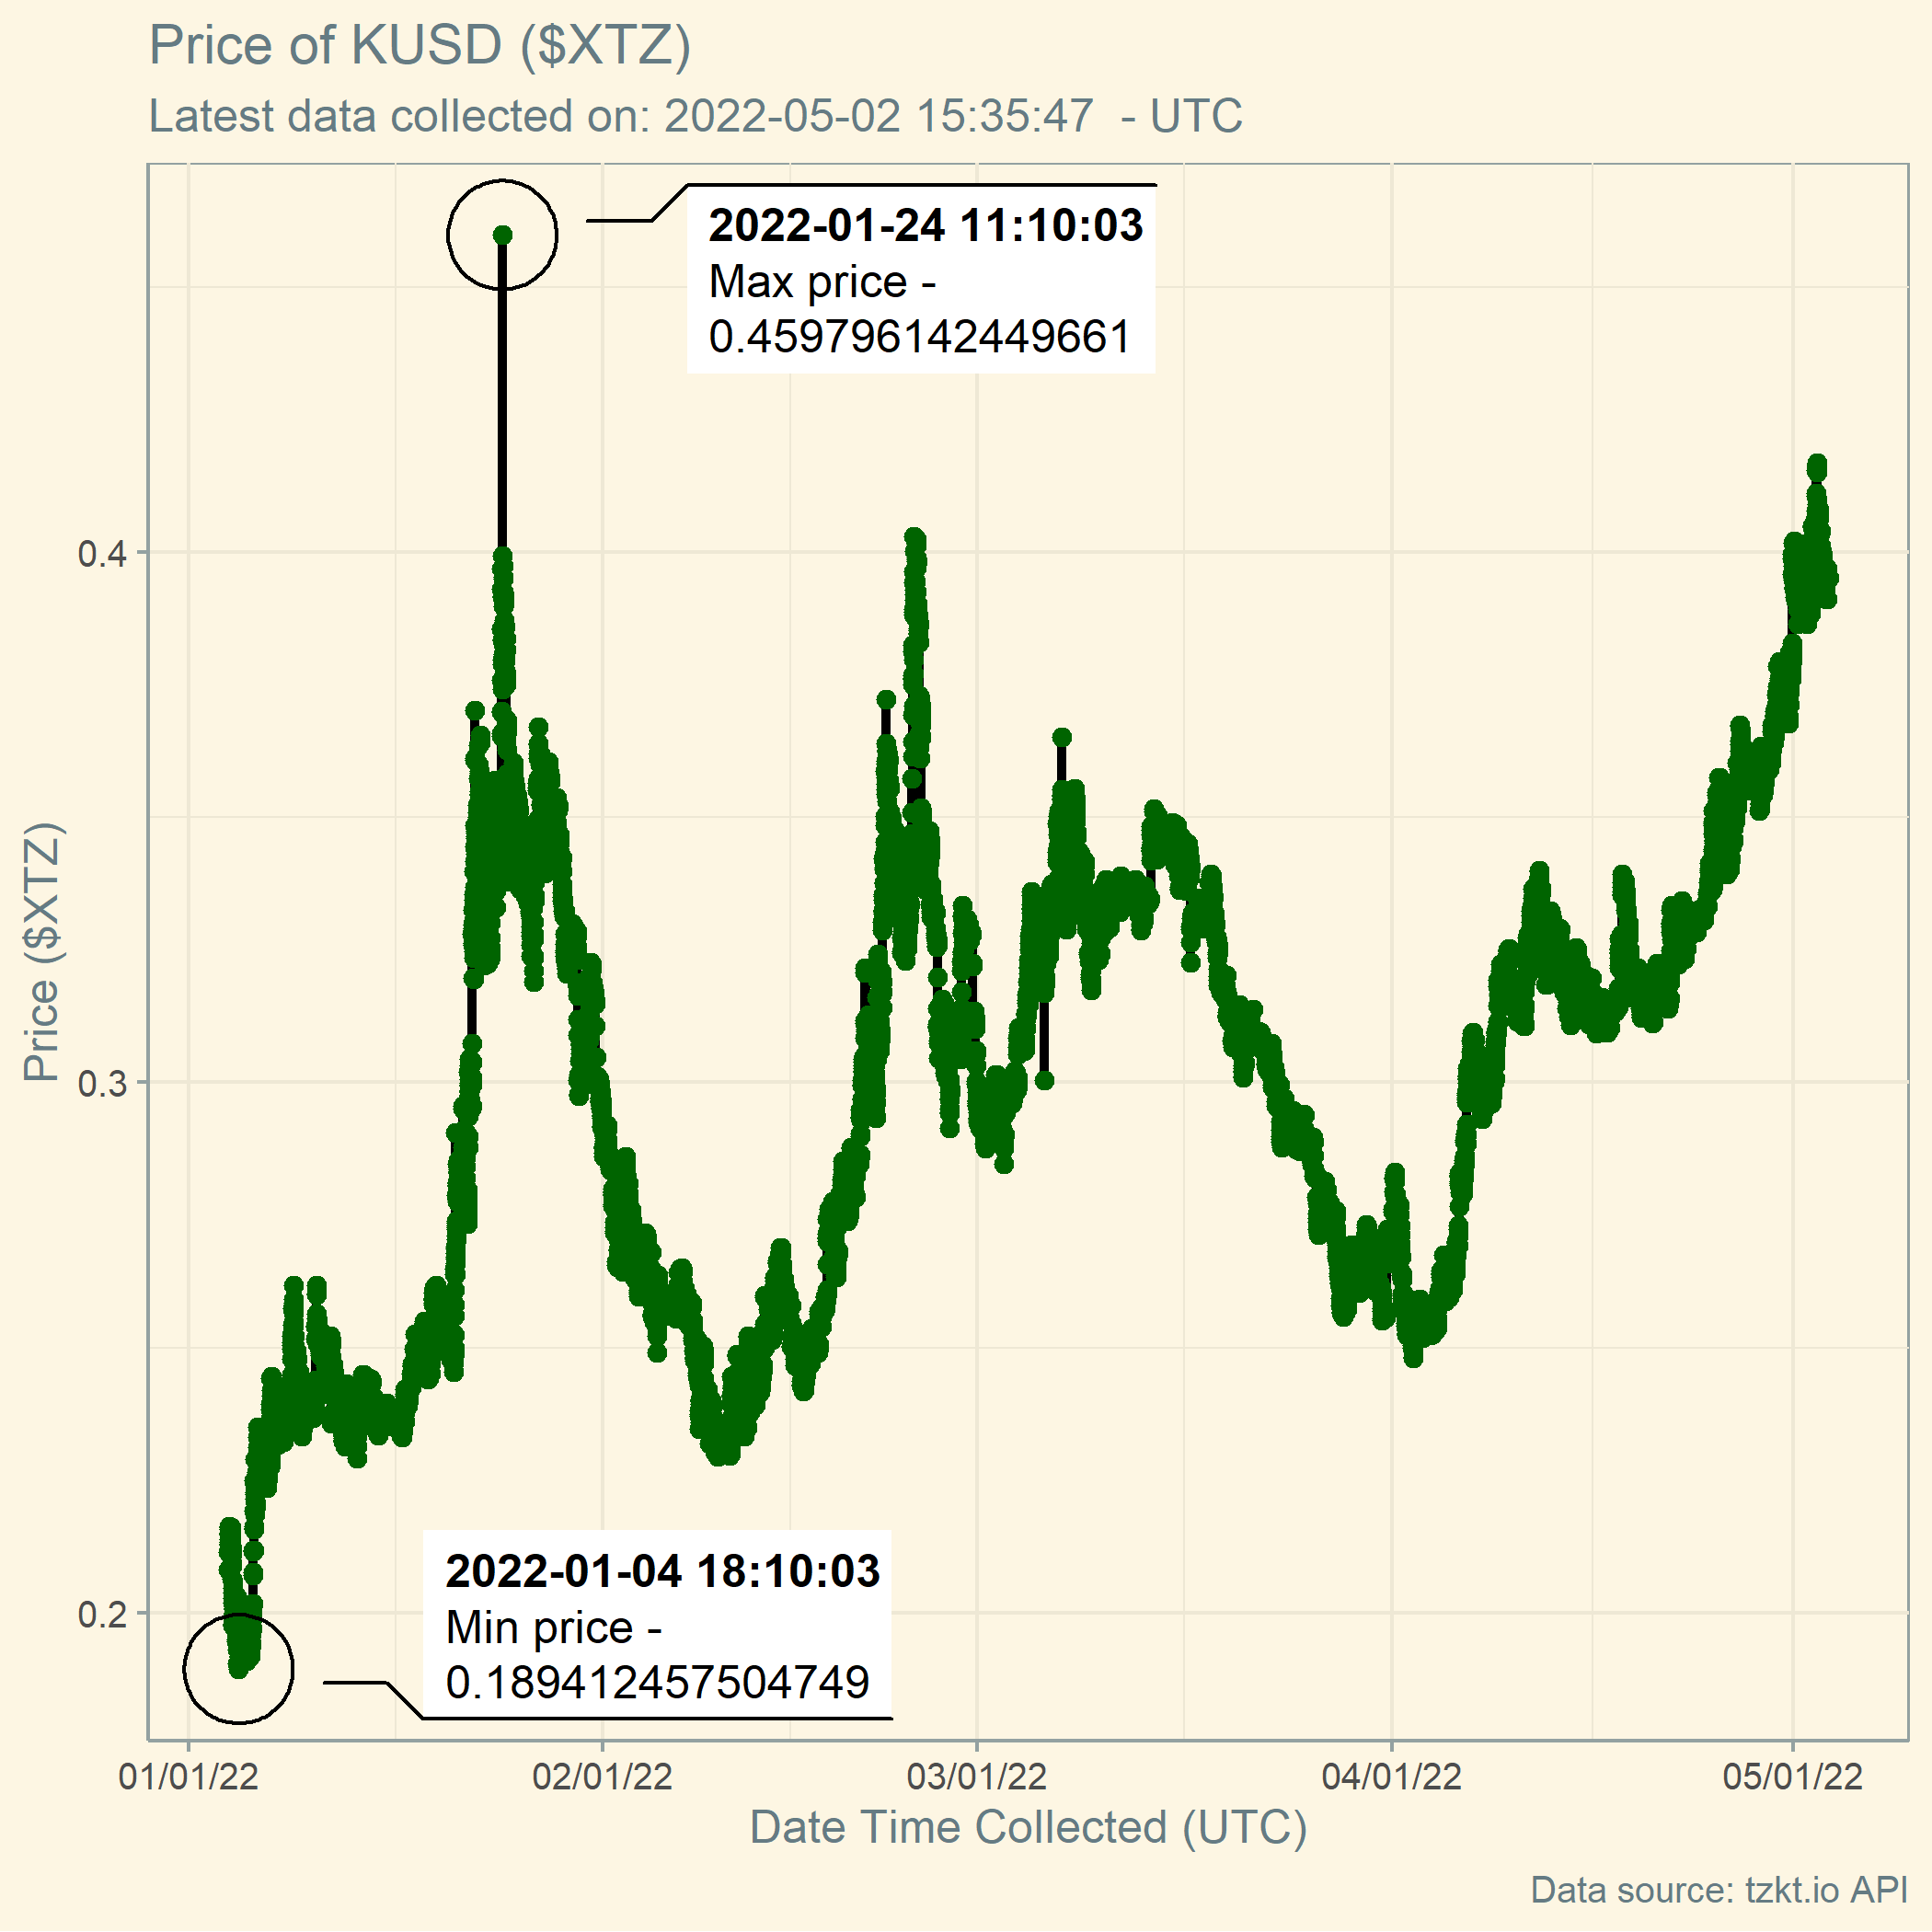 Price of KUSD ($XTZ)
Latest data collected on: 2022-05-02 15:35:47  - UTC
2022-01-24 11:10:03
Max price -
0.459796142449661
0.4
0.3
0.2
Price ($XTZ)
2022-01-04 18:10:03
Min price -
0.189412457504749
01/01/22
02/01/22
03/01/22
04/01/22
05/01/22
Date Time Collected (UTC)
Data source: tzkt.io API